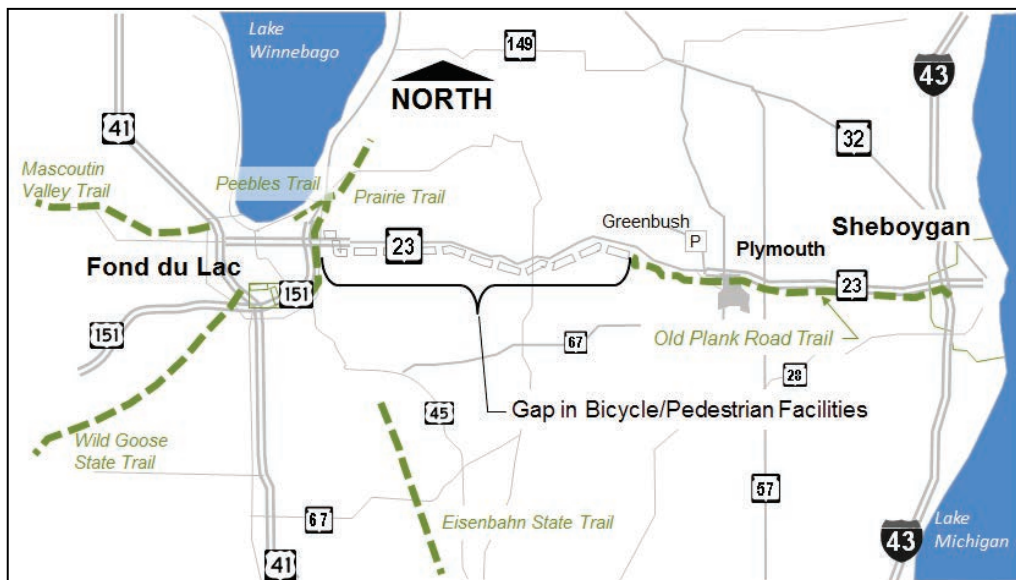 Lake
Winnebago
149
43
NORTH
41
32
Mascoutin
Valley Trail
Peebles Trail
Prairie Trail
Greenbush
P
Sheboygan
Plymouth
23
Fond du Lac
23
151
151
Old Plank Road Trail
67
28
Gap in Bicycle/Pedestrian Facilities
45
Wild Goose
State Trail
57
67
Eisenbahn State Trail
41
43
Lake
Michigan